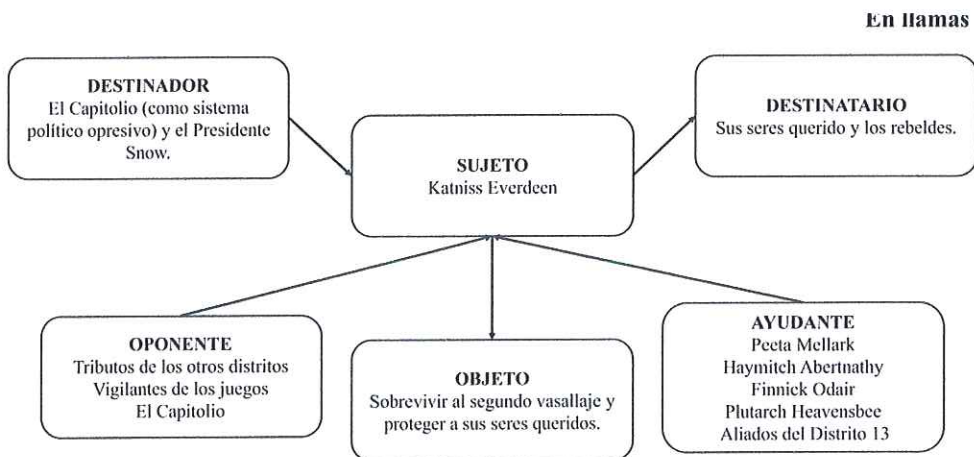 En llamas
DESTINADOR
El Capitolio (como sistema
político opresivo) y el Presidente
Snow.
DESTINATARIO
Sus seres querido y los rebeldes.
SUJETO
Katniss Everdeen
OPONENTE
Tributos de los otros distritos
Vigilantes de los juegos
El Capitolio
OBJETO
Sobrevivir al segundo vasallaje y
proteger a sus seres queridos.
AYUDANTE
Peeta Mellark
Haymitch Abertnathy
Finnick Odair
Plutarch Heavensbee
Aliados del Distrito 13